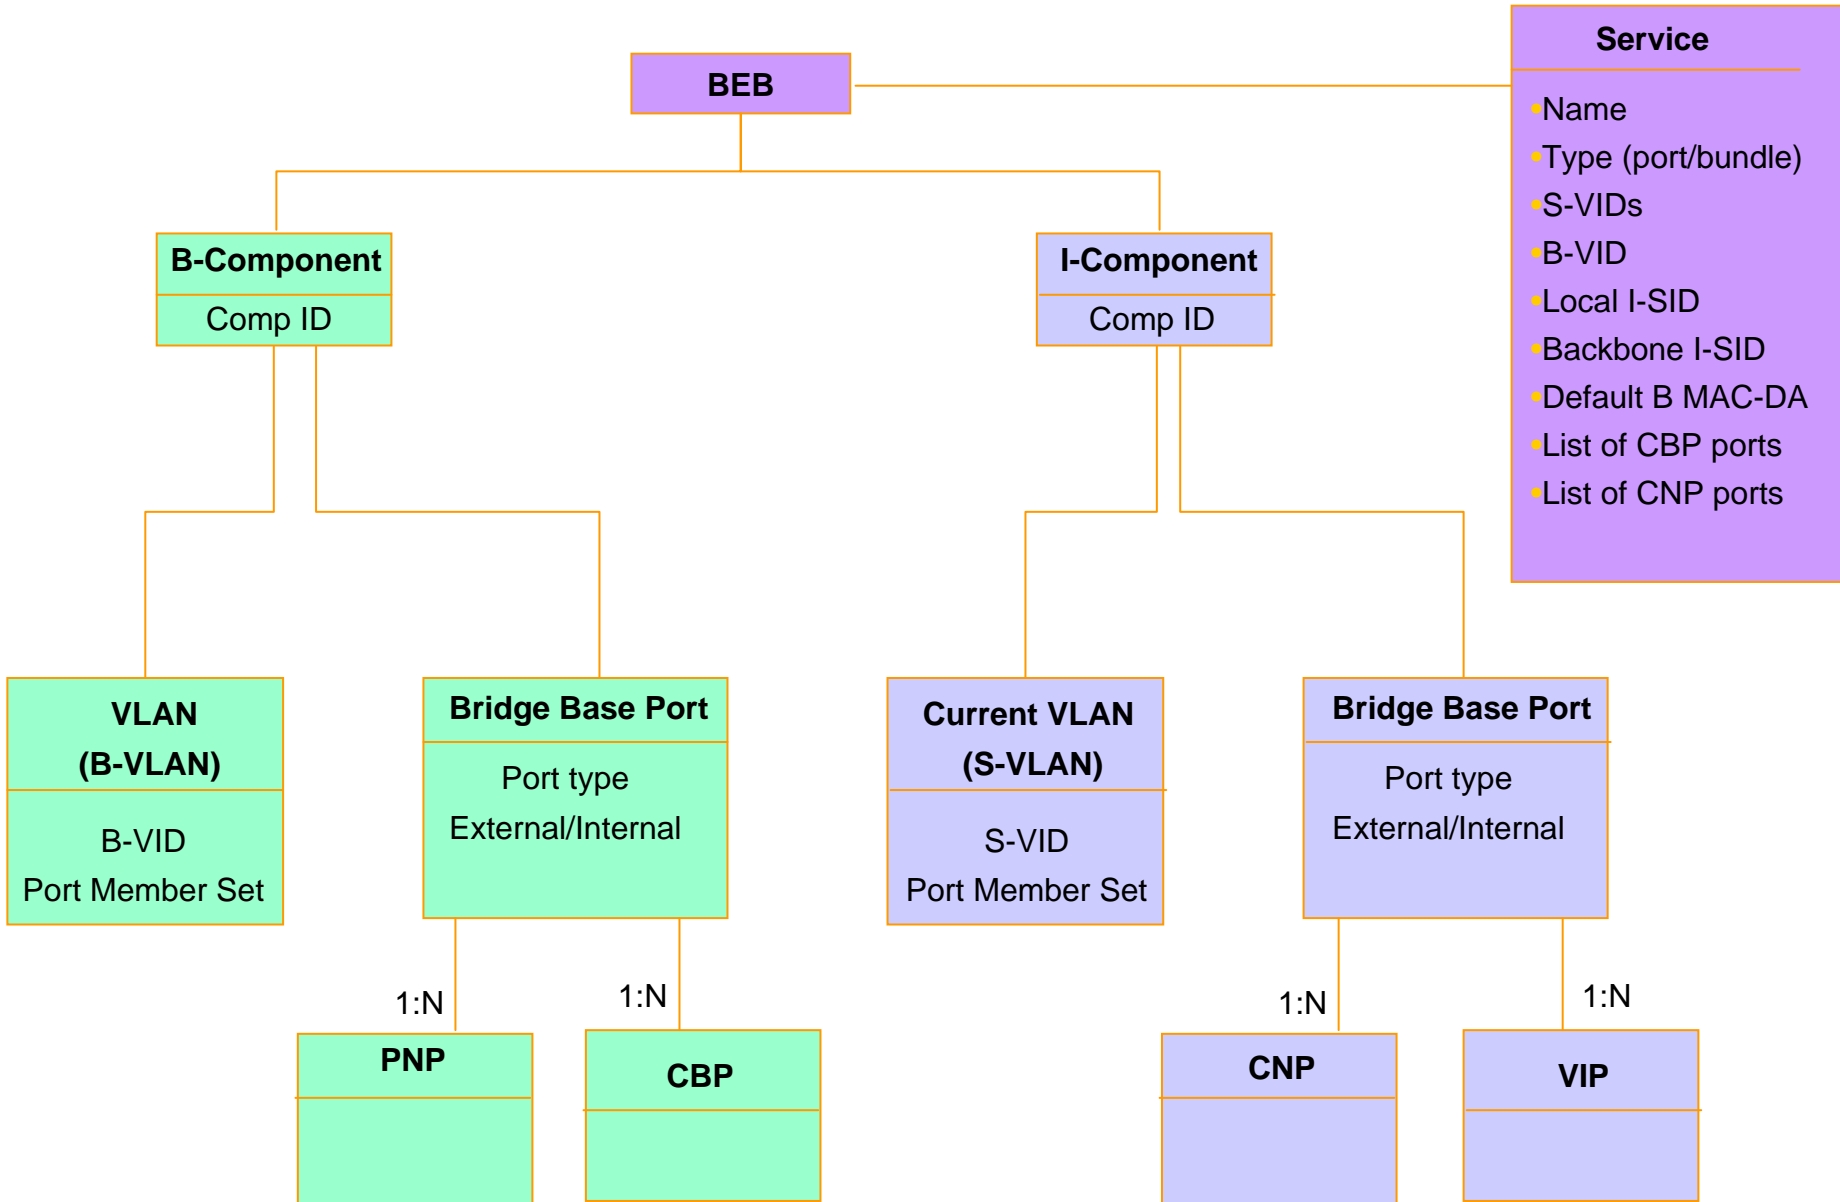 Service
BEB
•Name
•Type (port/bundle)
•S-VIDs
•B-VID
•Local I-SID
•Backbone I-SID
•Default B MAC-DA
•List of CBP ports
•List of CNP ports
B-Component
Comp ID
I-Component
Comp ID
VLAN
(B-VLAN)
B-VID
Port Member Set
Bridge Base Port
Port type
External/Internal
Current VLAN
(S-VLAN)
S-VID
Port Member Set
Bridge Base Port
Port type
External/Internal
1:N
1:N
1:N
1:N
PNP
CBP
CNP
VIP